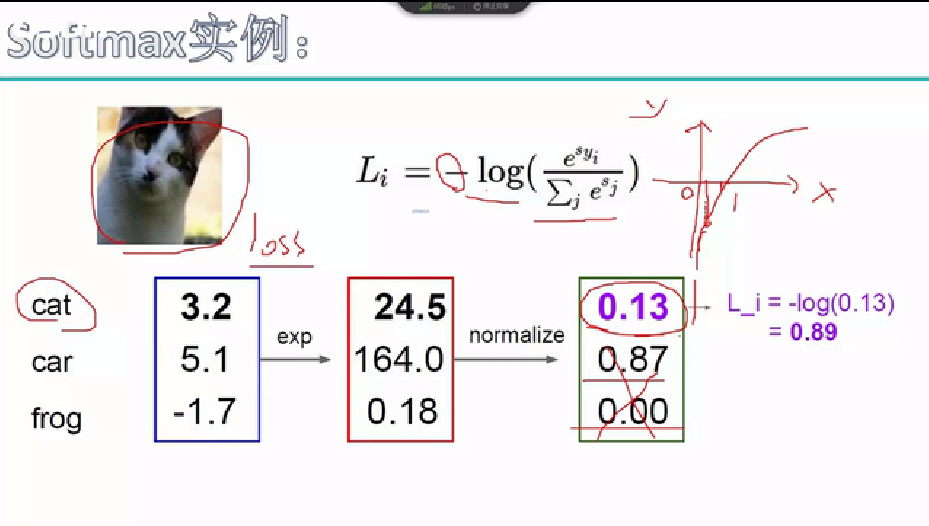 Softmax实例：
y
L_i = - log( e^{s_{y_i}} / ∑_j e^{s_j} )
0 1 x
loss
cat 3.2 24.5 0.13 L_i = -log(0.13)
exp normalize = 0.89
car 5.1 164.0 0.87
frog -1.7 0.18 0.00